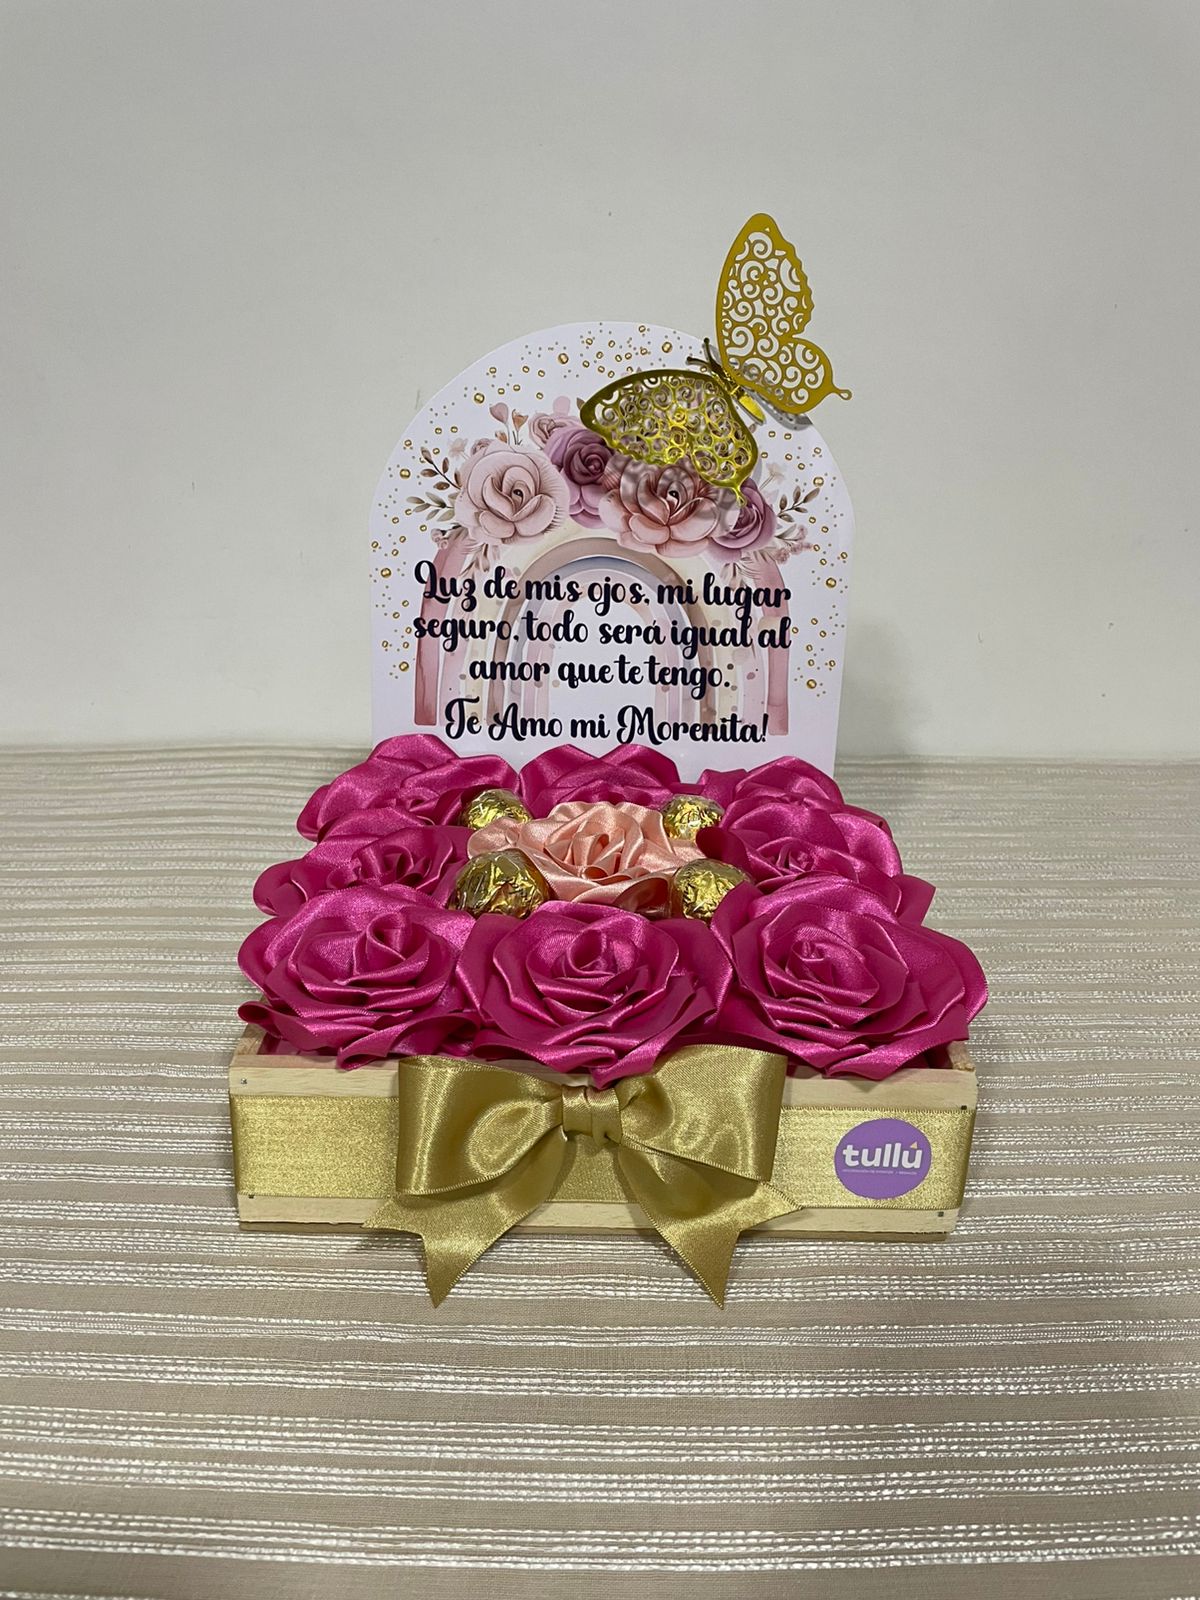 Luz de mis ojos, mi lugar
seguro, todo será igual al
amor que te tengo.
Te Amo mi Morenita!
tullú